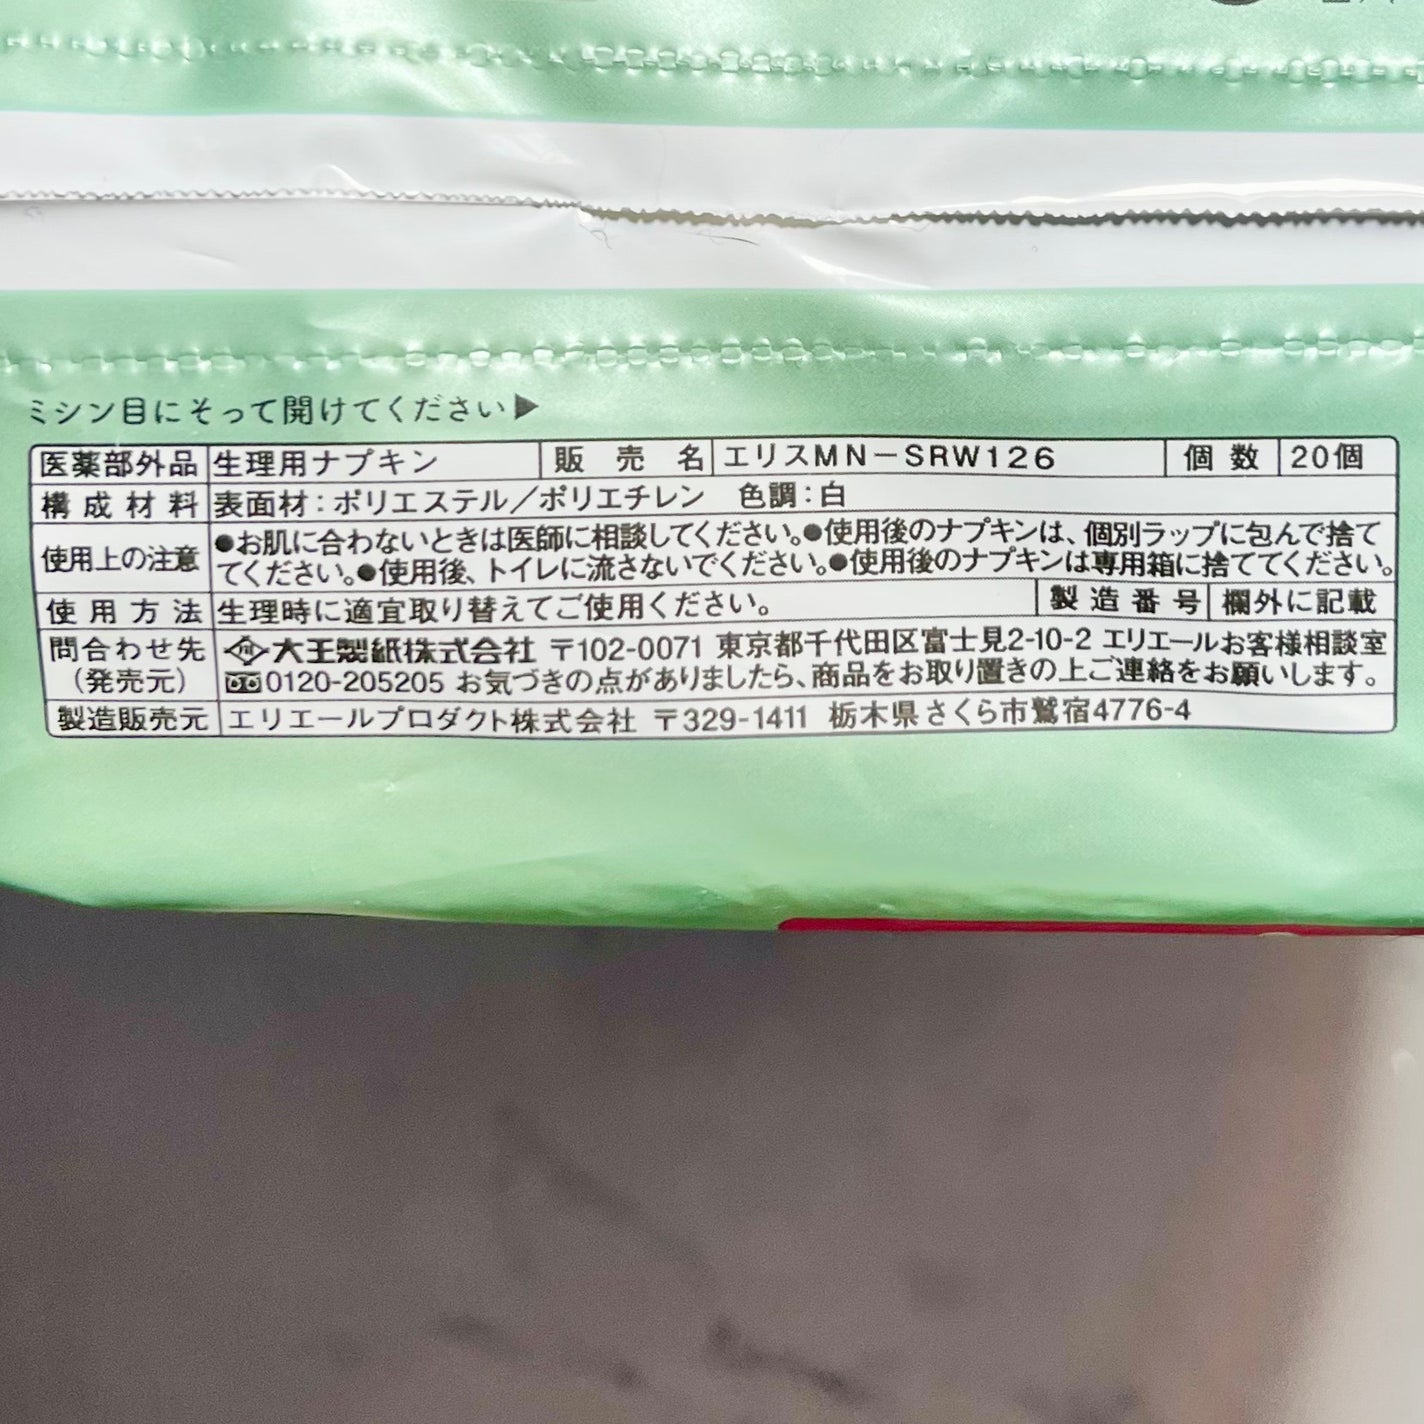 ミシン目にそって開けてください▶
医薬部外品 生理用ナプキン 販売名 エリスMN－SRW126 個数 20個
構成材料 表面材：ポリエステル／ポリエチレン 色調：白
使用上の注意 ●お肌に合わないときは医師に相談してください。●使用後のナプキンは、個別ラップに包んで捨て
てください。●使用後、トイレに流さないでください。●使用後のナプキンは専用箱に捨ててください。
使用方法 生理時に適宜取り替えてご使用ください。 製造番号 欄外に記載
問合わせ先 大王製紙株式会社 〒102-0071 東京都千代田区富士見2-10-2 エリエールお客様相談室
（発売元） 0120-205205 お気づきの点がありましたら、商品をお取り置きの上ご連絡をお願いします。
製造販売元 エリエールプロダクト株式会社 〒329-1411 栃木県さくら市鷲宿4776-4